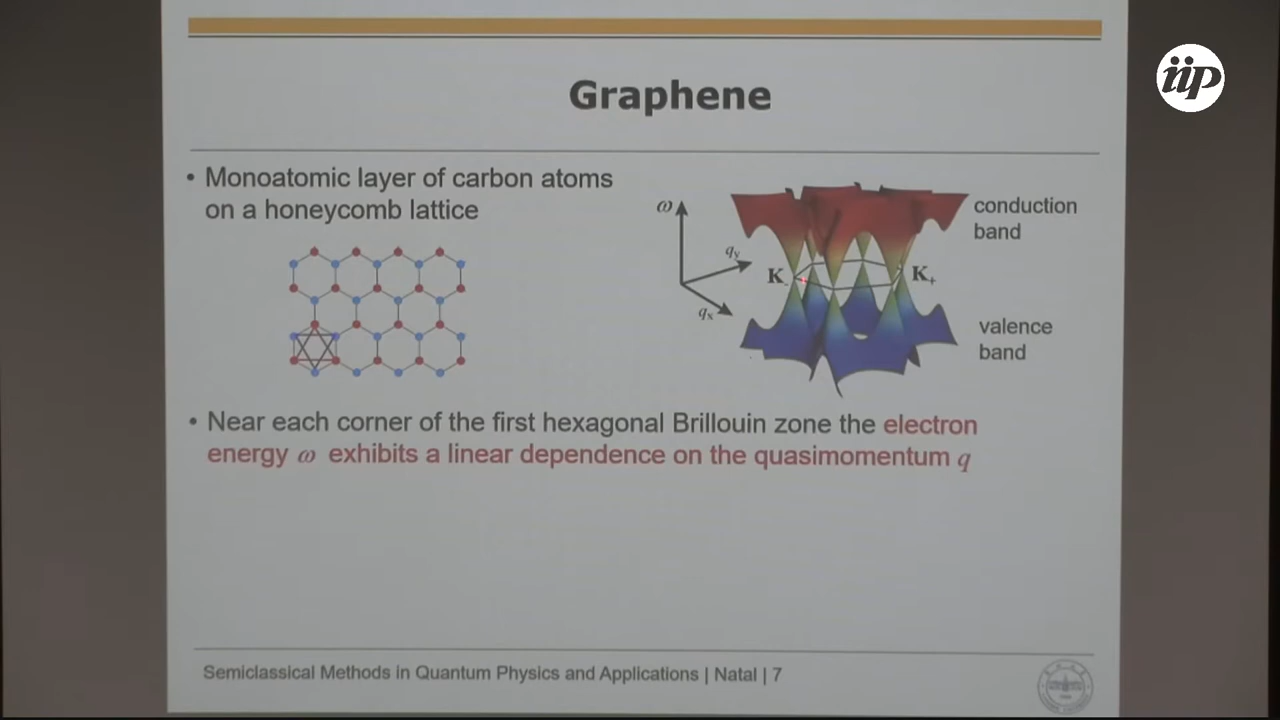 iip
Graphene
• Monoatomic layer of carbon atoms
on a honeycomb lattice
ω
q_y
q_x
K
K₊
conduction
band
valence
band
• Near each corner of the first hexagonal Brillouin zone the electron
energy ω exhibits a linear dependence on the quasimomentum q
Semiclassical Methods in Quantum Physics and Applications | Natal | 7